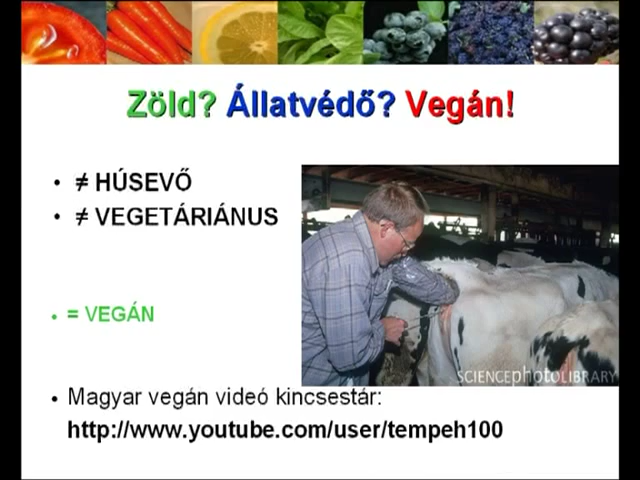 Zöld? Állatvédő? Vegán!
• ≠ HÚSEVŐ
• ≠ VEGETÁRIÁNUS
• = VEGÁN
SCIENCEphotoLIBRARY
• Magyar vegán videó kincsestár:
http://www.youtube.com/user/tempeh100